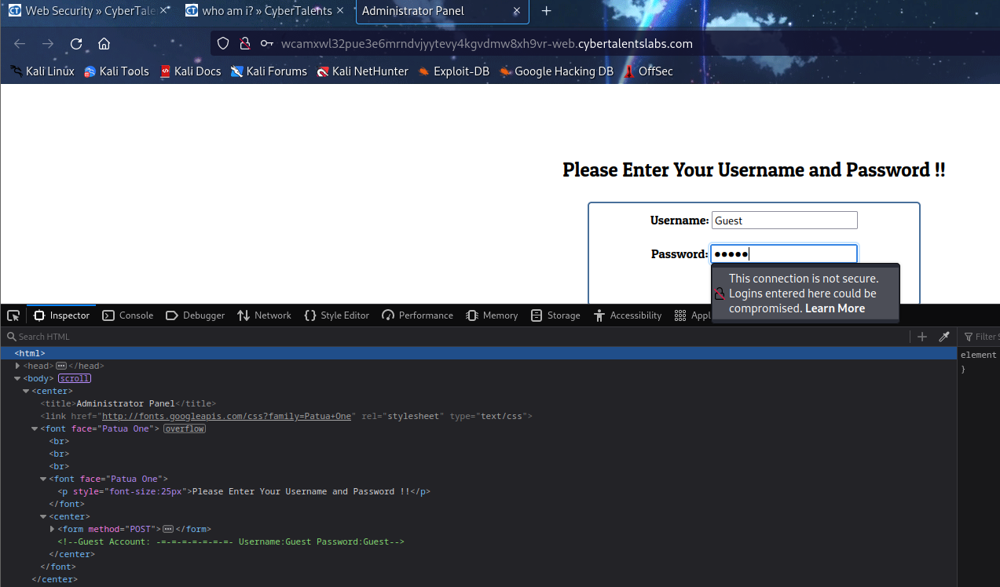 Web Security » CyberTale
who am i? » CyberTalents
Administrator Panel
wcamxwl32pue3e6mrndvjyytevy4kgvdmw8xh9vr-web.cybertalentslabs.com
Kali Linux Kali Tools Kali Docs Kali Forums Kali NetHunter Exploit-DB Google Hacking DB OffSec
Please Enter Your Username and Password !!
Username: Guest
Password: ●●●●●
This connection is not secure.
Logins entered here could be
compromised. Learn More
Inspector Console Debugger Network Style Editor Performance Memory Storage Accessibility Appl
Search HTML
Filter S
<html>
<head> ••• </head>
<body> scroll
<center>
<title>Administrator Panel</title>
<link href="http://fonts.googleapis.com/css?family=Patua+One" rel="stylesheet" type="text/css">
<font face="Patua One"> overflow
<br>
<br>
<br>
<font face="Patua One">
<p style="font-size:25px">Please Enter Your Username and Password !!</p>
</font>
<center>
<form method="POST"> ••• </form>
<!--Guest Account: -=-=-=-=-=-=-=- Username:Guest Password:Guest-->
</center>
</font>
</center>
element
}